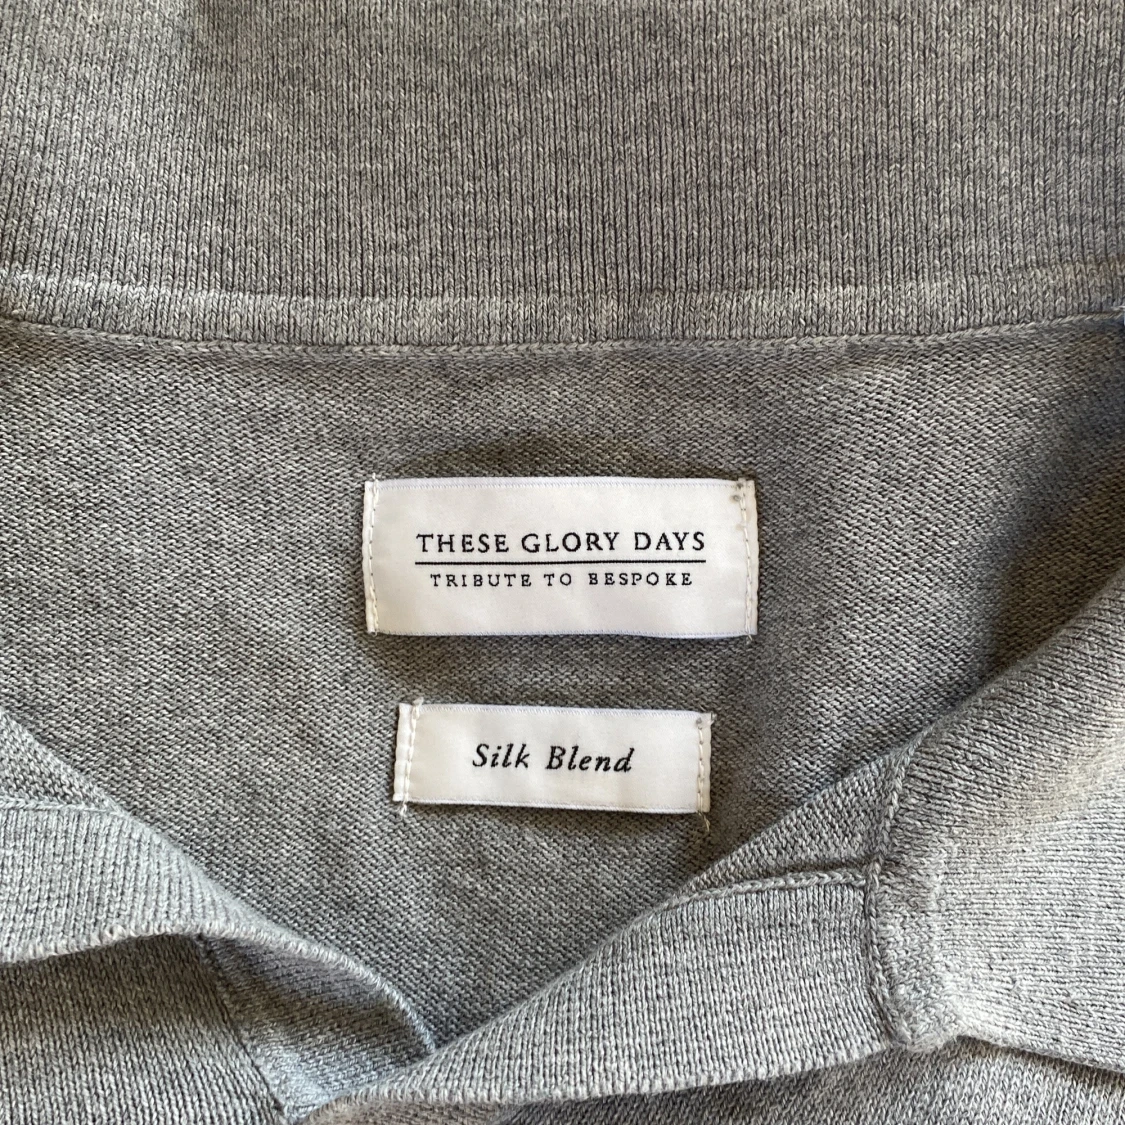 THESE GLORY DAYS
TRIBUTE TO BESPOKE
Silk Blend